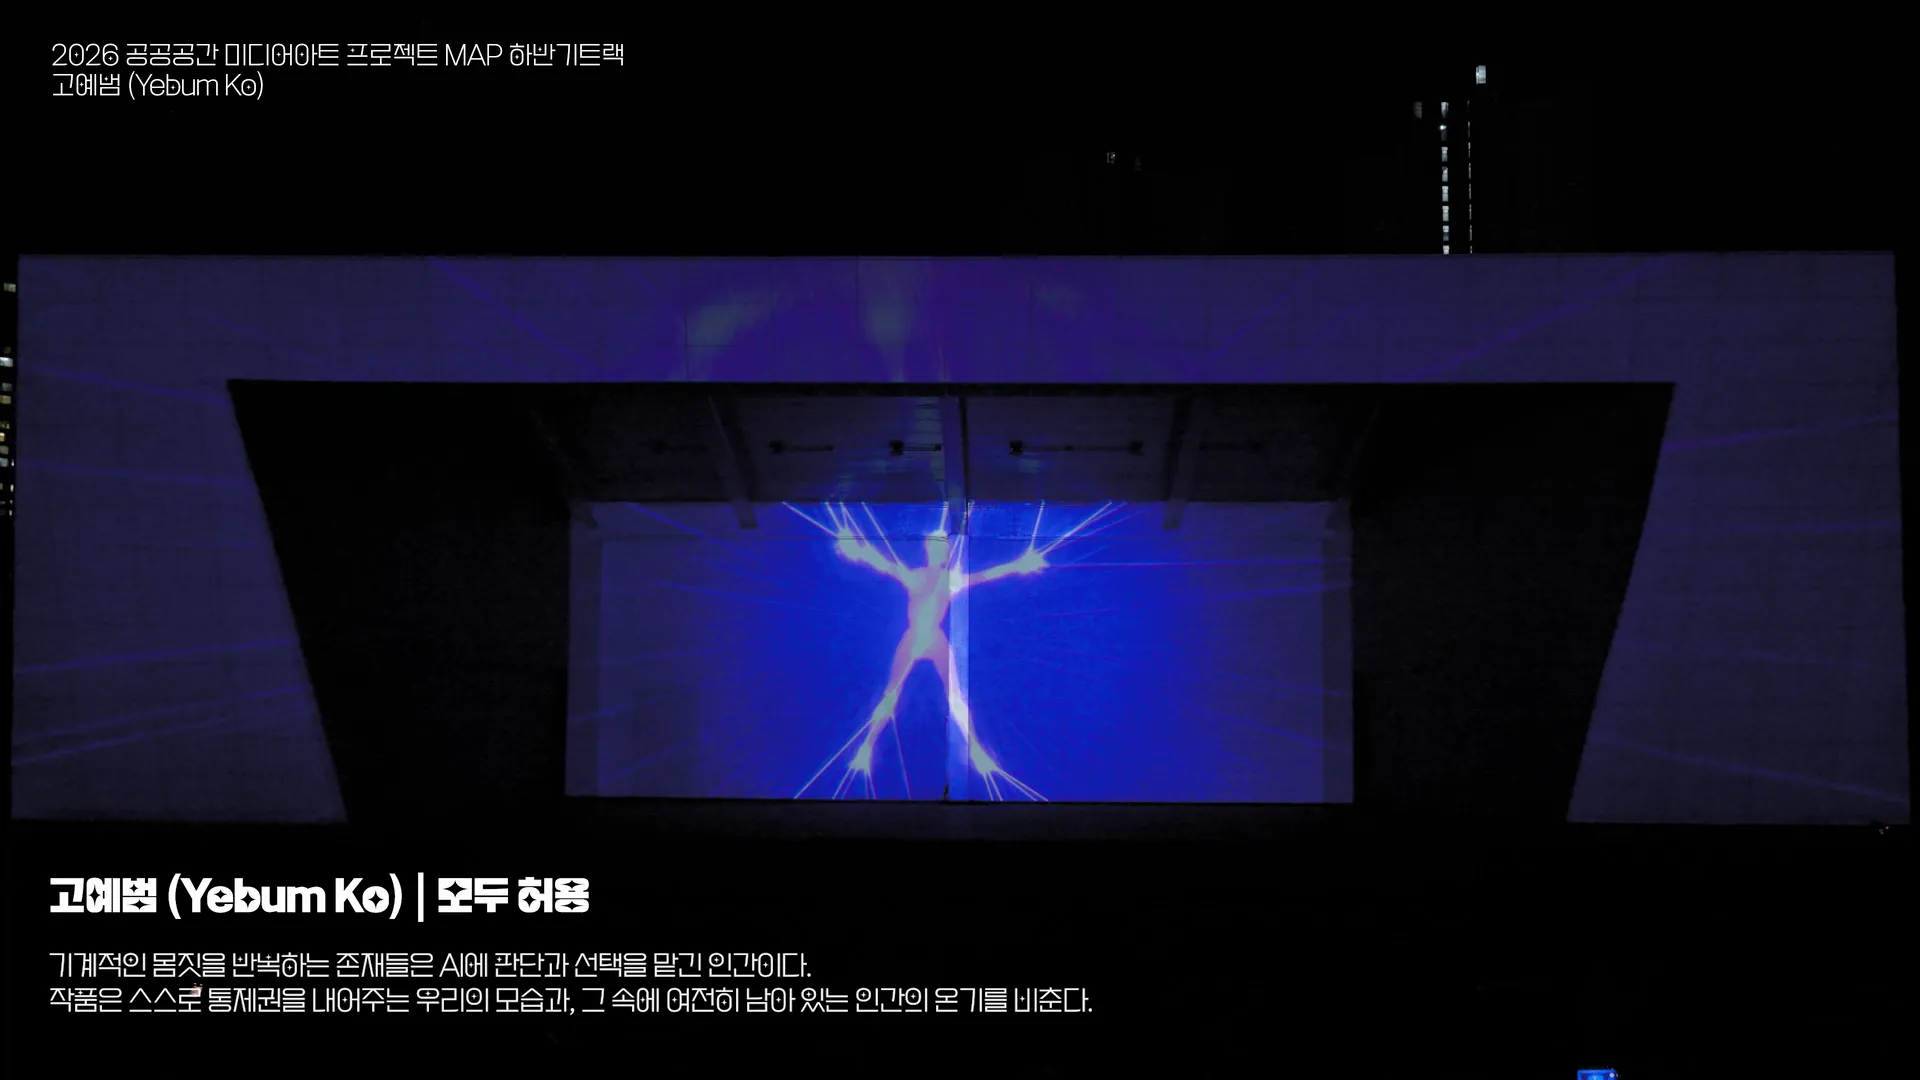 2026 공공공간 미디어아트 프로젝트 MAP 하반기트랙
고예범 (Yebum Ko)
고예범 (Yebum Ko) | 모두 허용
기계적인 몸짓을 반복하는 존재들은 AI에 판단과 선택을 맡긴 인간이다.
작품은 스스로 통제권을 내어주는 우리의 모습과, 그 속에 여전히 남아 있는 인간의 온기를 비춘다.